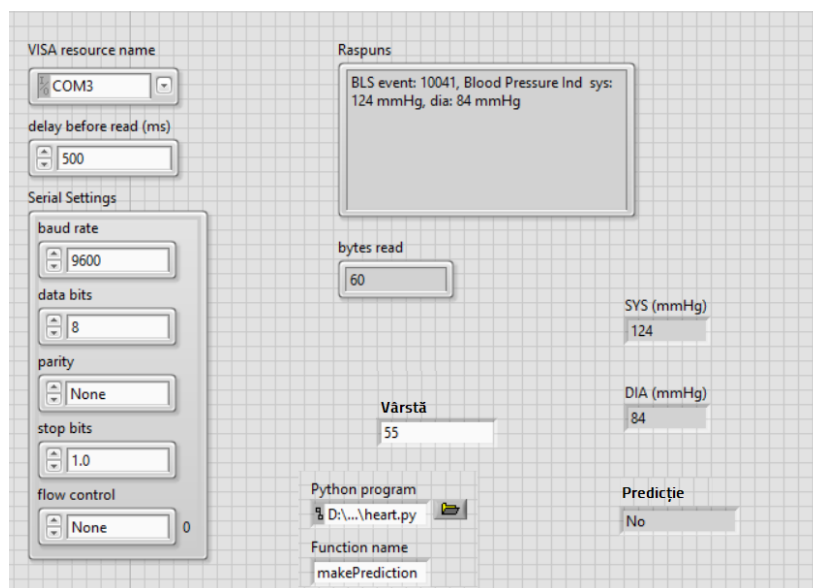 VISA resource name
COM3
delay before read (ms)
500
Serial Settings
baud rate
9600
data bits
8
parity
None
stop bits
1.0
flow control
None 0
Raspuns
BLS event: 10041, Blood Pressure Ind  sys:
124 mmHg, dia: 84 mmHg
bytes read
60
SYS (mmHg)
124
DIA (mmHg)
84
Vârstă
55
Python program
D:\...\heart.py
Function name
makePrediction
Predicție
No